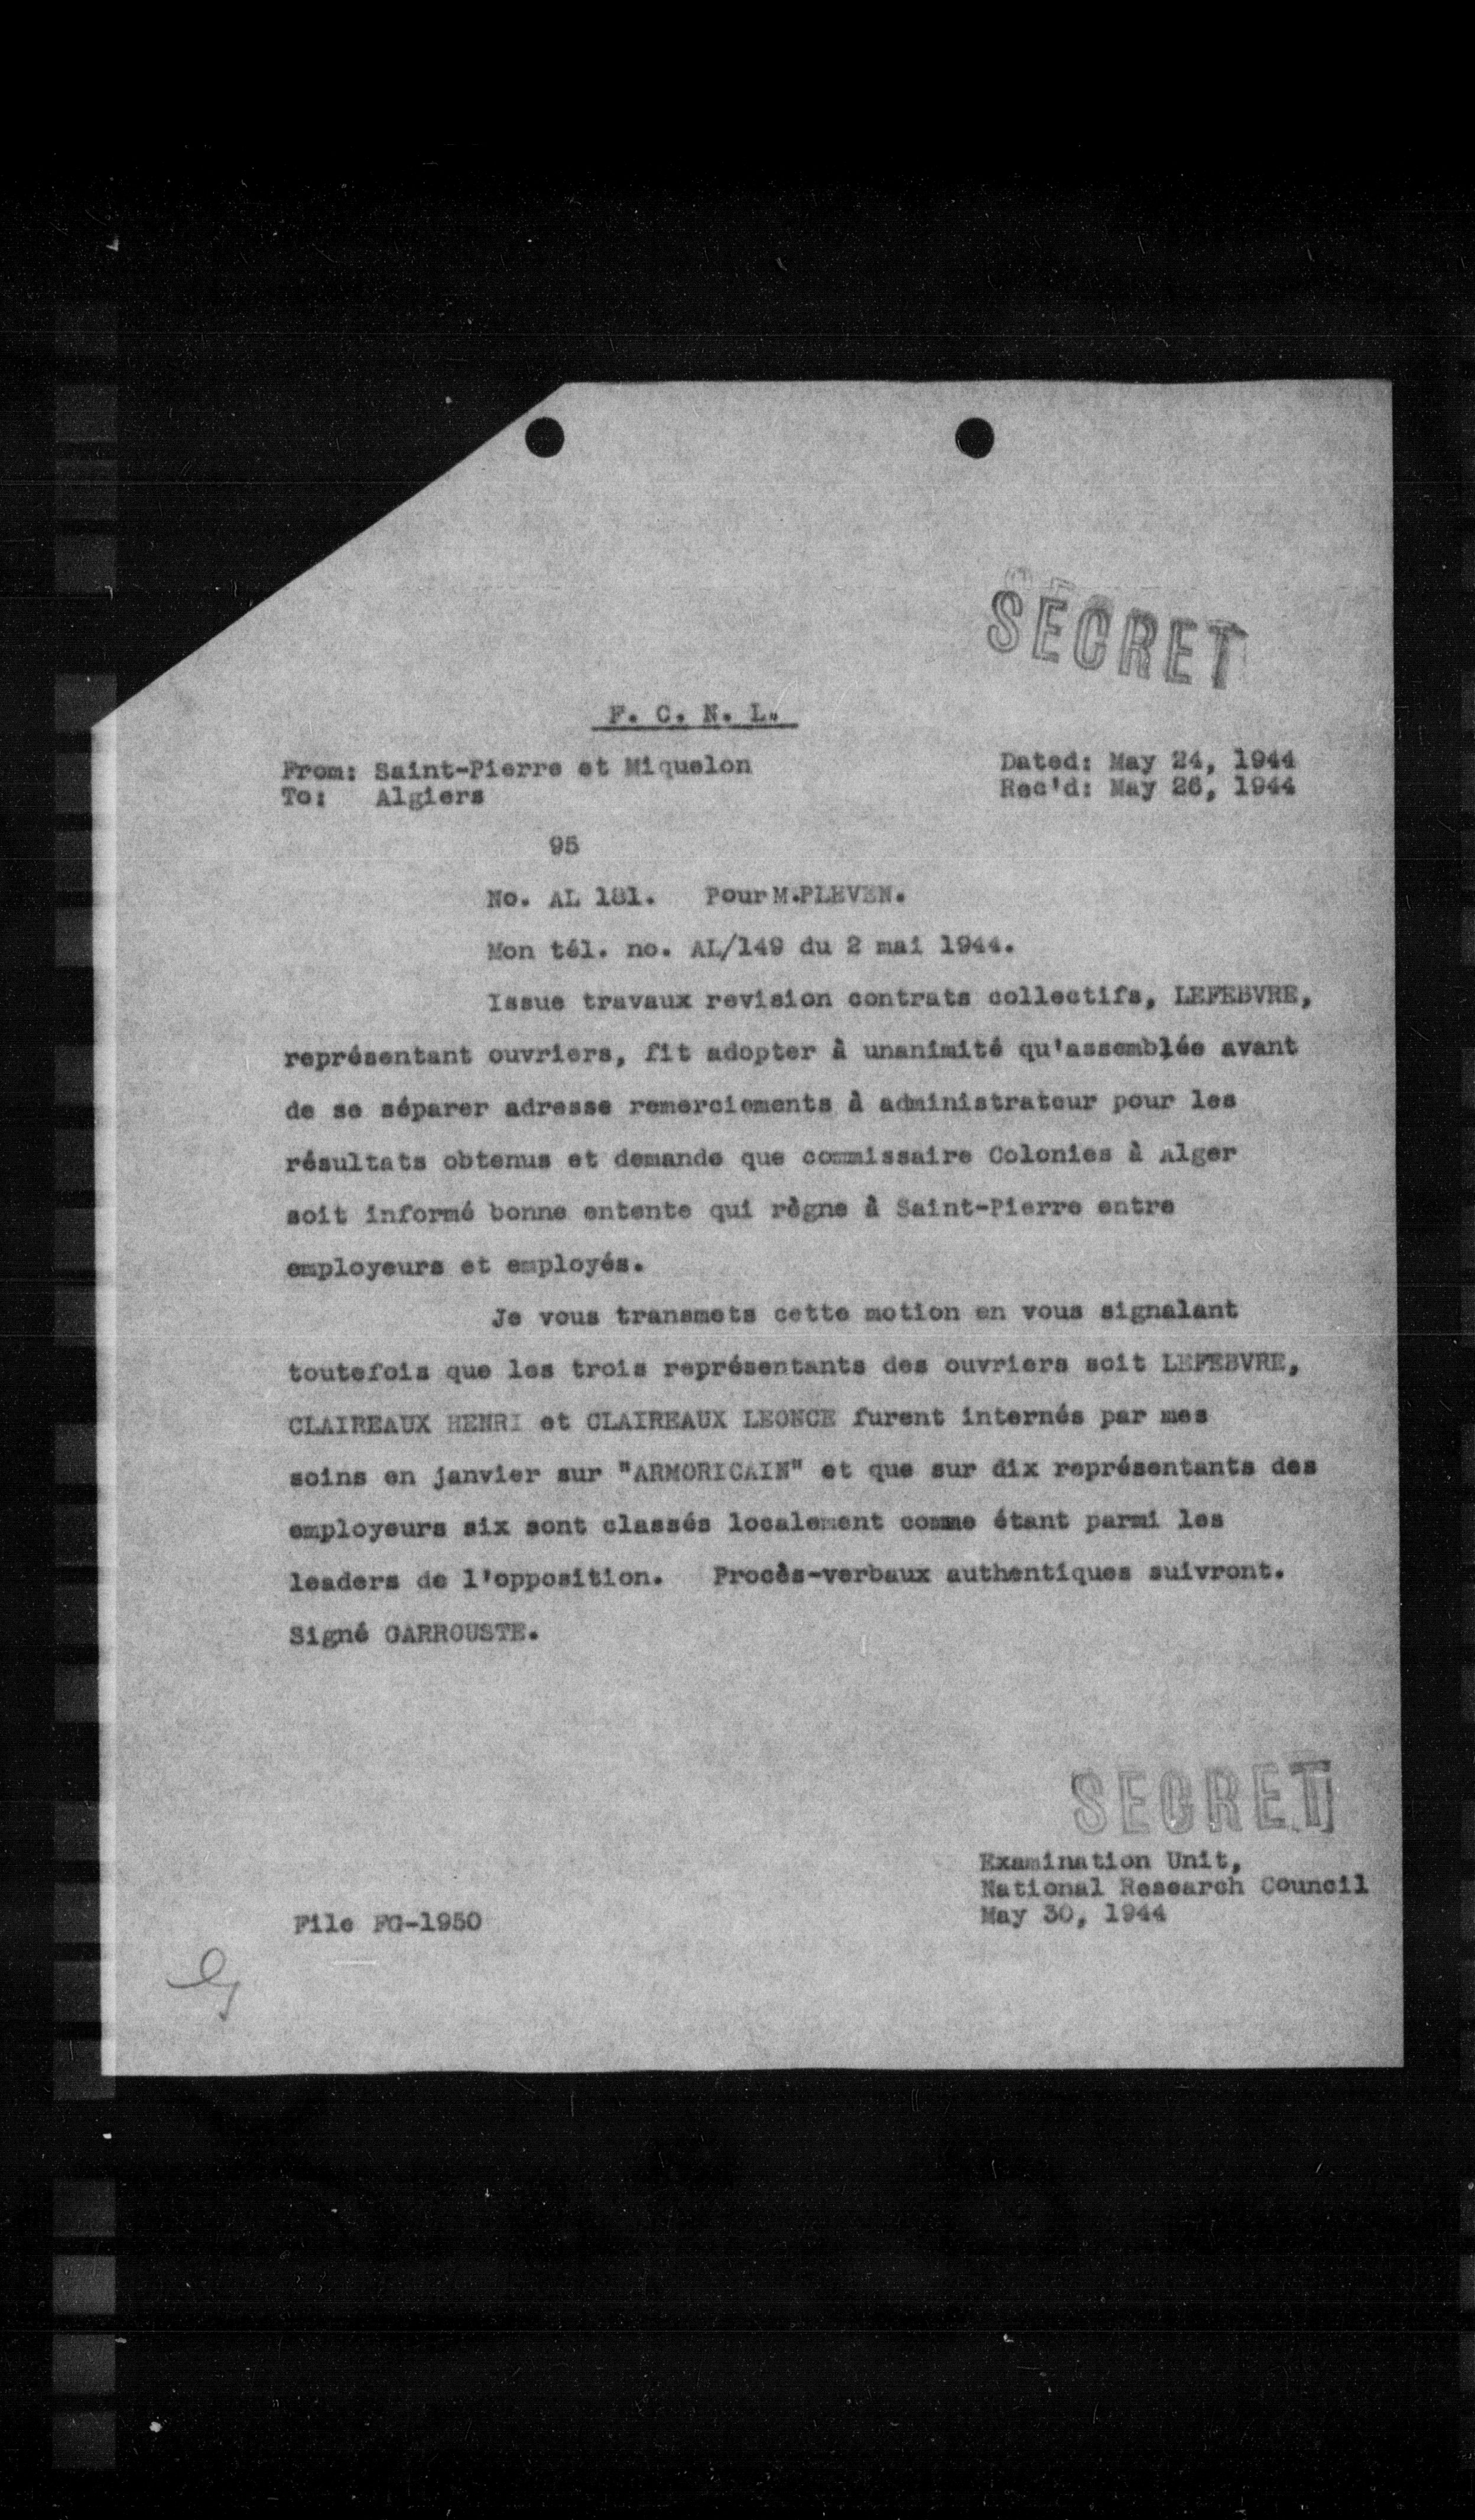 SECRET
F. C. N. L.
From: Saint-Pierre et Miquelon
To: Algiers
Dated: May 24, 1944
Rec'd: May 26, 1944
95
No. AL 181. Pour M.PLEVEN.
Mon tél. no. AL/149 du 2 mai 1944.
Issue travaux revision contrats collectifs, LEFEBVRE,
représentant ouvriers, fit adopter à unanimité qu'assemblée avant
de se séparer adresse remerciements à administrateur pour les
résultats obtenus et demande que commissaire Colonies à Alger
soit informé bonne entente qui règne à Saint-Pierre entre
employeurs et employés.
Je vous transmets cette motion en vous signalant
toutefois que les trois représentants des ouvriers soit LEFEBVRE,
CLAIREAUX HENRI et CLAIREAUX LEONCE furent internés par mes
soins en janvier sur "ARMORICAIN" et que sur dix représentants des
employeurs six sont classés localement comme étant parmi les
leaders de l'opposition. Procès-verbaux authentiques suivront.
Signé GARROUSTE.
SECRET
Examination Unit,
National Research Council
May 30, 1944
File FG-1950